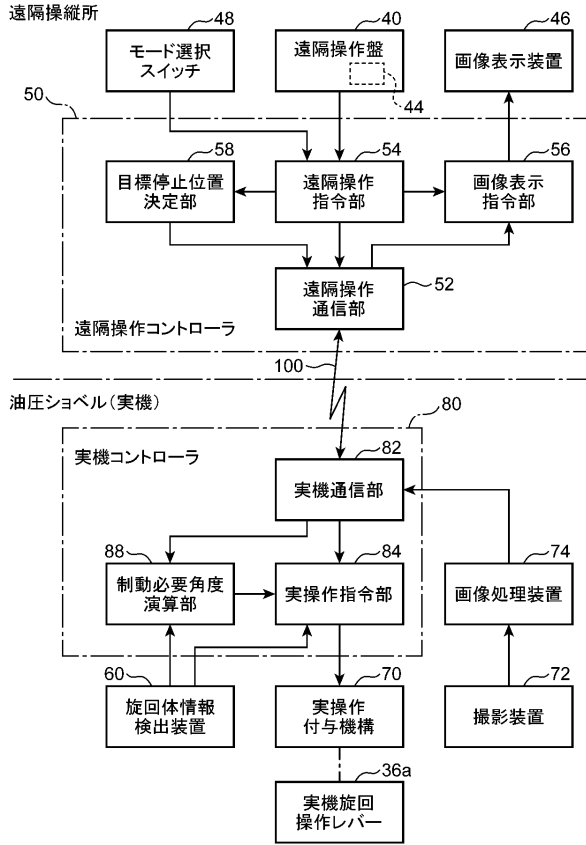 遠隔操縦所
48
40
46
モード選択
スイッチ
遠隔操作盤
44
画像表示装置
50
58
54
56
目標停止位置
決定部
遠隔操作
指令部
画像表示
指令部
52
遠隔操作
通信部
遠隔操作コントローラ
100
油圧ショベル（実機）
80
実機コントローラ
82
実機通信部
88
84
74
制動必要角度
演算部
実操作指令部
画像処理装置
60
70
72
旋回体情報
検出装置
実操作
付与機構
撮影装置
36a
実機旋回
操作レバー